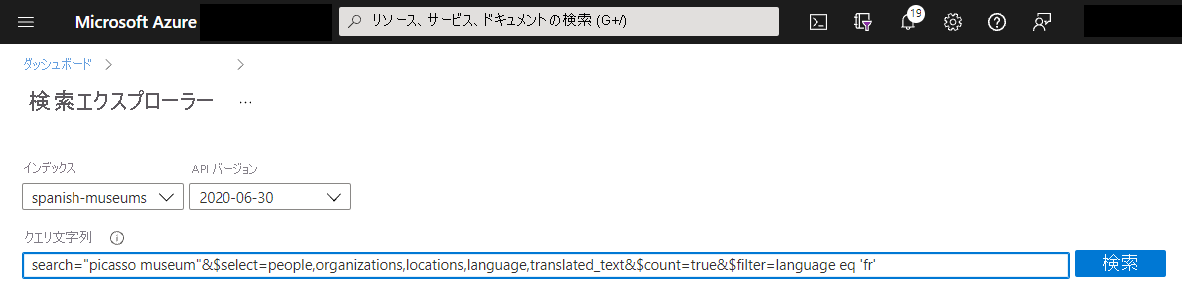 Microsoft Azure
リソース、サービス、ドキュメントの検索 (G+/)
19
ダッシュボード
検索エクスプローラー ...
インデックス
API バージョン
spanish-museums
2020-06-30
クエリ文字列
search="picasso museum"&$select=people,organizations,locations,language,translated_text&$count=true&$filter=language eq 'fr'
検索